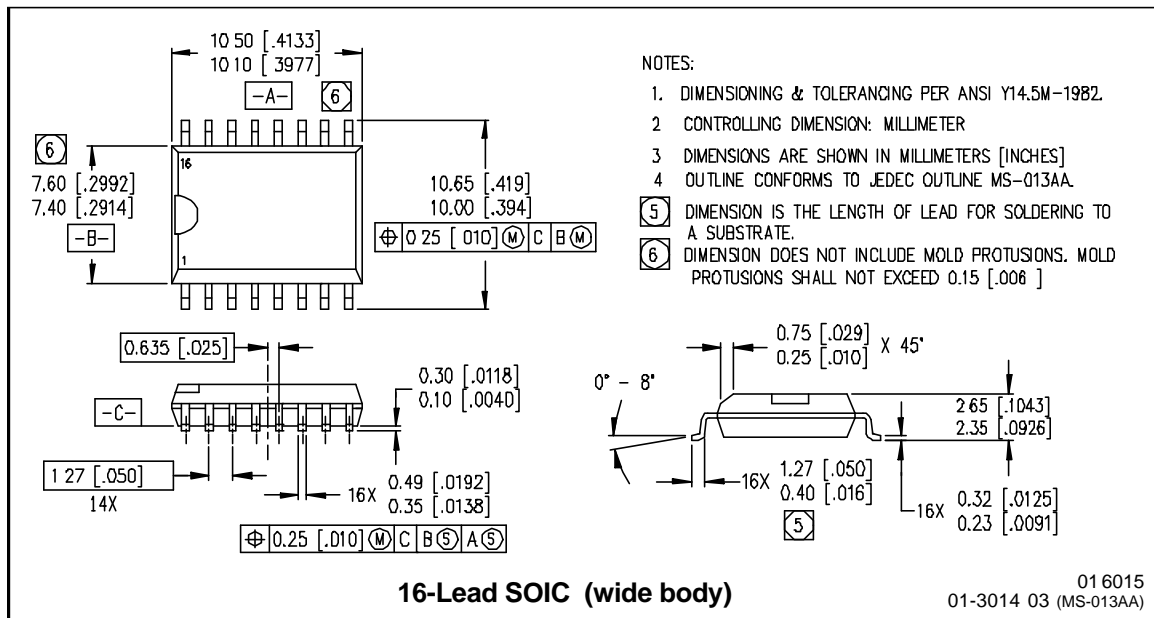 10 50 [.4133]
10 10 [ 3977]
-A- 6
6
7.60 [.2992]
7.40 [.2914]
-B-
16
1
10.65 [.419]
10.00 [.394]
⌖ 0 25 [ 010] Ⓜ C B Ⓜ
NOTES:
1. DIMENSIONING & TOLERANCING PER ANSI Y14.5M-1982.
2 CONTROLLING DIMENSION: MILLIMETER
3 DIMENSIONS ARE SHOWN IN MILLIMETERS [INCHES]
4 OUTLINE CONFORMS TO JEDEC OUTLINE MS-013AA.
5 DIMENSION IS THE LENGTH OF LEAD FOR SOLDERING TO
A SUBSTRATE.
6 DIMENSION DOES NOT INCLUDE MOLD PROTUSIONS. MOLD
PROTUSIONS SHALL NOT EXCEED 0.15 [.006 ]
0.635 [.025]
-C-
0.30 [.0118]
0.10 [.0040]
1 27 [.050]
14X
16X 0.49 [.0192]
0.35 [.0138]
⌖ 0.25 [.010] Ⓜ C B Ⓢ A Ⓢ
0.75 [.029]
0.25 [.010] X 45°
0° - 8°
2 65 [.1043]
2.35 [.0926]
16X 1.27 [.050]
0.40 [.016]
5
16X 0.32 [.0125]
0.23 [.0091]
16-Lead SOIC (wide body)
01 6015
01-3014 03 (MS-013AA)